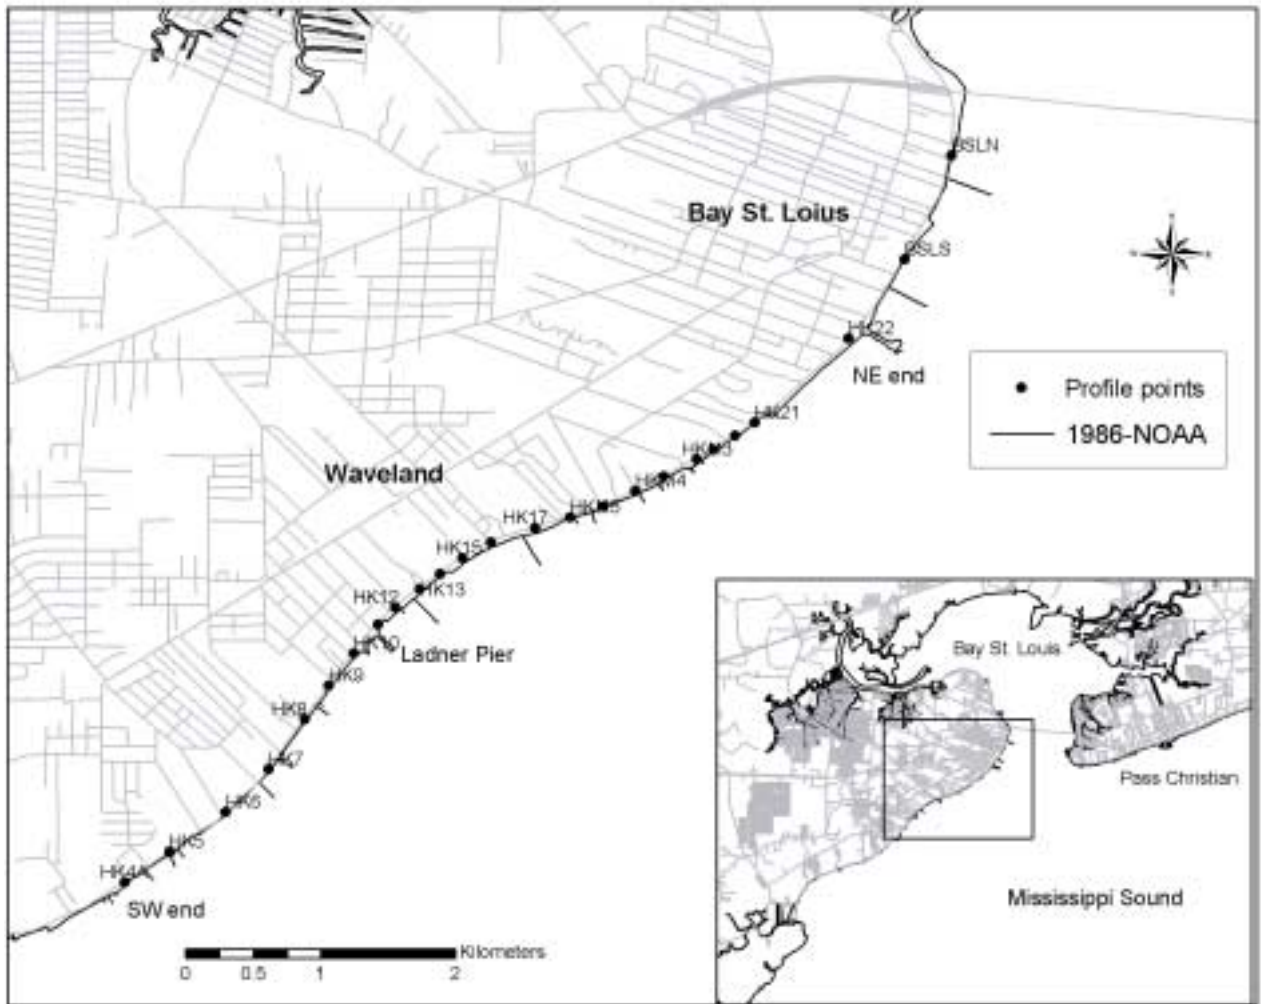 BSLN
Bay St. Loius
BSLS
HK22
NE end
Profile points
1986-NOAA
HK21
Waveland
HK17
HK15
HK12
HK13
HK10
Ladner Pier
HK9
HK8
HK7
HK6
HK5
HK4A
SW end
Kilometers
0 0.5 1 2
Bay St. Louis
Pass Christian
Mississippi Sound